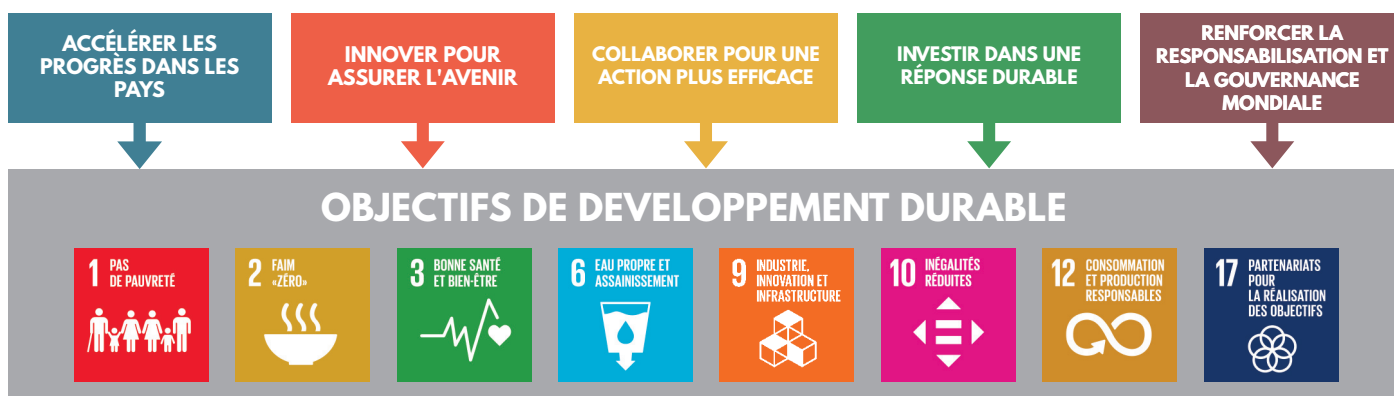 ACCÉLÉRER LES
PROGRÈS DANS LES
PAYS
INNOVER POUR
ASSURER L'AVENIR
COLLABORER POUR UNE
ACTION PLUS EFFICACE
INVESTIR DANS UNE
RÉPONSE DURABLE
RENFORCER LA
RESPONSABILISATION ET
LA GOUVERNANCE
MONDIALE
OBJECTIFS DE DEVELOPPEMENT DURABLE
1 PAS
DE PAUVRETÉ
2 FAIM
«ZÉRO»
3 BONNE SANTÉ
ET BIEN-ÊTRE
6 EAU PROPRE ET
ASSAINISSEMENT
9 INDUSTRIE,
INNOVATION ET
INFRASTRUCTURE
10 INÉGALITÉS
RÉDUITES
12 CONSOMMATION
ET PRODUCTION
RESPONSABLES
17 PARTENARIATS
POUR
LA RÉALISATION
DES OBJECTIFS